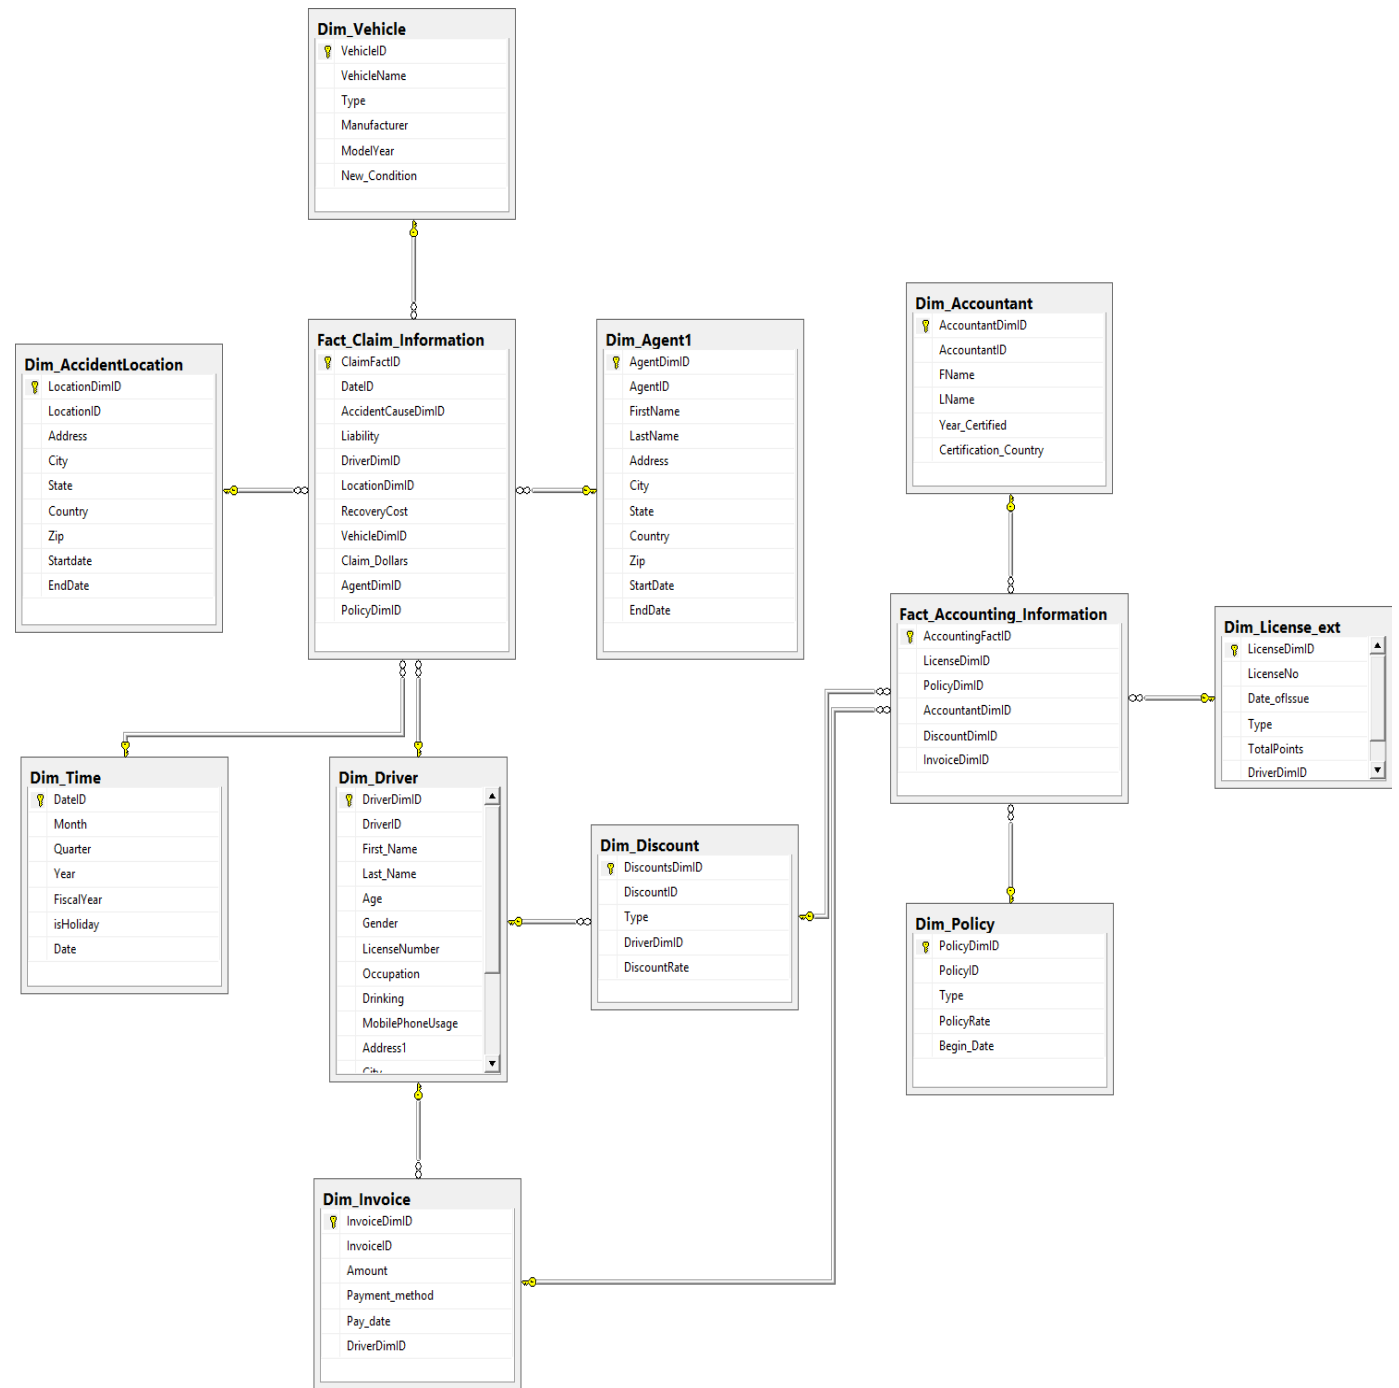 Dim_Vehicle
VehicleID
VehicleName
Type
Manufacturer
ModelYear
New_Condition
Dim_AccidentLocation
LocationDimID
LocationID
Address
City
State
Country
Zip
Startdate
EndDate
Fact_Claim_Information
ClaimFactID
DateID
AccidentCauseDimID
Liability
DriverDimID
LocationDimID
RecoveryCost
VehicleDimID
Claim_Dollars
AgentDimID
PolicyDimID
Dim_Agent1
AgentDimID
AgentID
FirstName
LastName
Address
City
State
Country
Zip
StartDate
EndDate
Dim_Accountant
AccountantDimID
AccountantID
FName
LName
Year_Certified
Certification_Country
Fact_Accounting_Information
AccountingFactID
LicenseDimID
PolicyDimID
AccountantDimID
DiscountDimID
InvoiceDimID
Dim_License_ext
LicenseDimID
LicenseNo
Date_ofIssue
Type
TotalPoints
DriverDimID
Dim_Time
DateID
Month
Quarter
Year
FiscalYear
isHoliday
Date
Dim_Driver
DriverDimID
DriverID
First_Name
Last_Name
Age
Gender
LicenseNumber
Occupation
Drinking
MobilePhoneUsage
Address1
City
Dim_Discount
DiscountsDimID
DiscountID
Type
DriverDimID
DiscountRate
Dim_Policy
PolicyDimID
PolicyID
Type
PolicyRate
Begin_Date
Dim_Invoice
InvoiceDimID
InvoiceID
Amount
Payment_method
Pay_date
DriverDimID